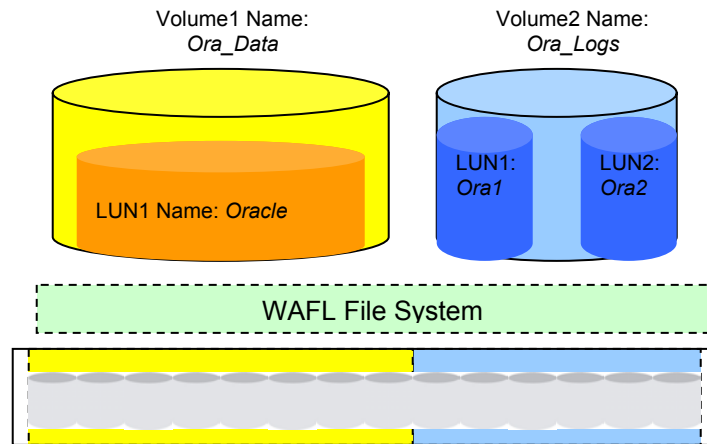 Volume1 Name:
Ora_Data
Volume2 Name:
Ora_Logs
LUN1 Name: Oracle
LUN1:
Ora1
LUN2:
Ora2
WAFL File System